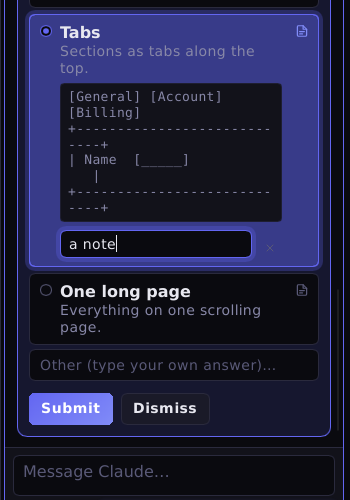 Tabs
Sections as tabs along the
top.
[General] [Account]
[Billing]
+------------------------
----+
| Name  [_____]
   |
+------------------------
----+
a note
One long page
Everything on one scrolling
page.
Other (type your own answer)...
Submit
Dismiss
Message Claude...